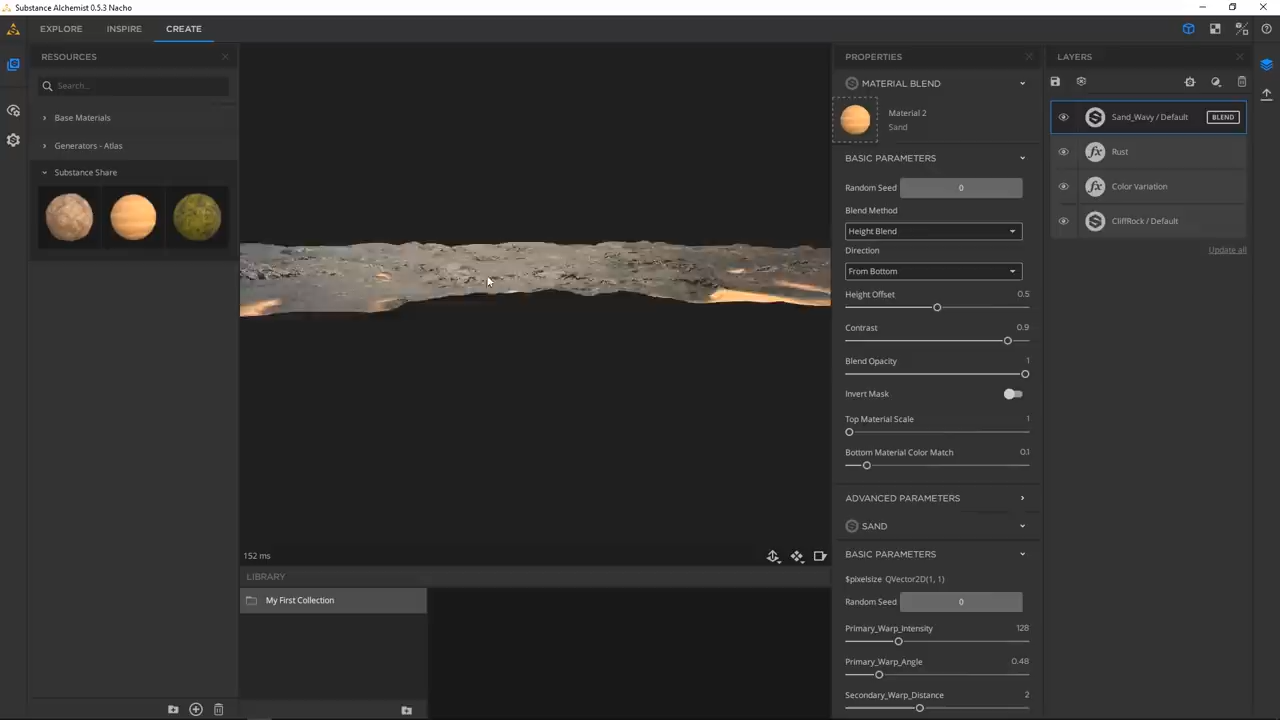 Substance Alchemist 0.5.3 Nacho
EXPLORE
INSPIRE
CREATE
RESOURCES
Search...
Base Materials
Generators - Atlas
Substance Share
152 ms
LIBRARY
My First Collection
PROPERTIES
MATERIAL BLEND
Material 2
Sand
BASIC PARAMETERS
Random Seed 0
Blend Method
Height Blend
Direction
From Bottom
Height Offset 0.5
Contrast 0.9
Blend Opacity 1
Invert Mask
Top Material Scale 1
Bottom Material Color Match 0.1
ADVANCED PARAMETERS
SAND
BASIC PARAMETERS
$pixelsize QVector2D(1, 1)
Random Seed 0
Primary_Warp_Intensity 128
Primary_Warp_Angle 0.48
Secondary_Warp_Distance 2
LAYERS
Sand_Wavy / Default BLEND
Rust
Color Variation
CliffRock / Default
Update all